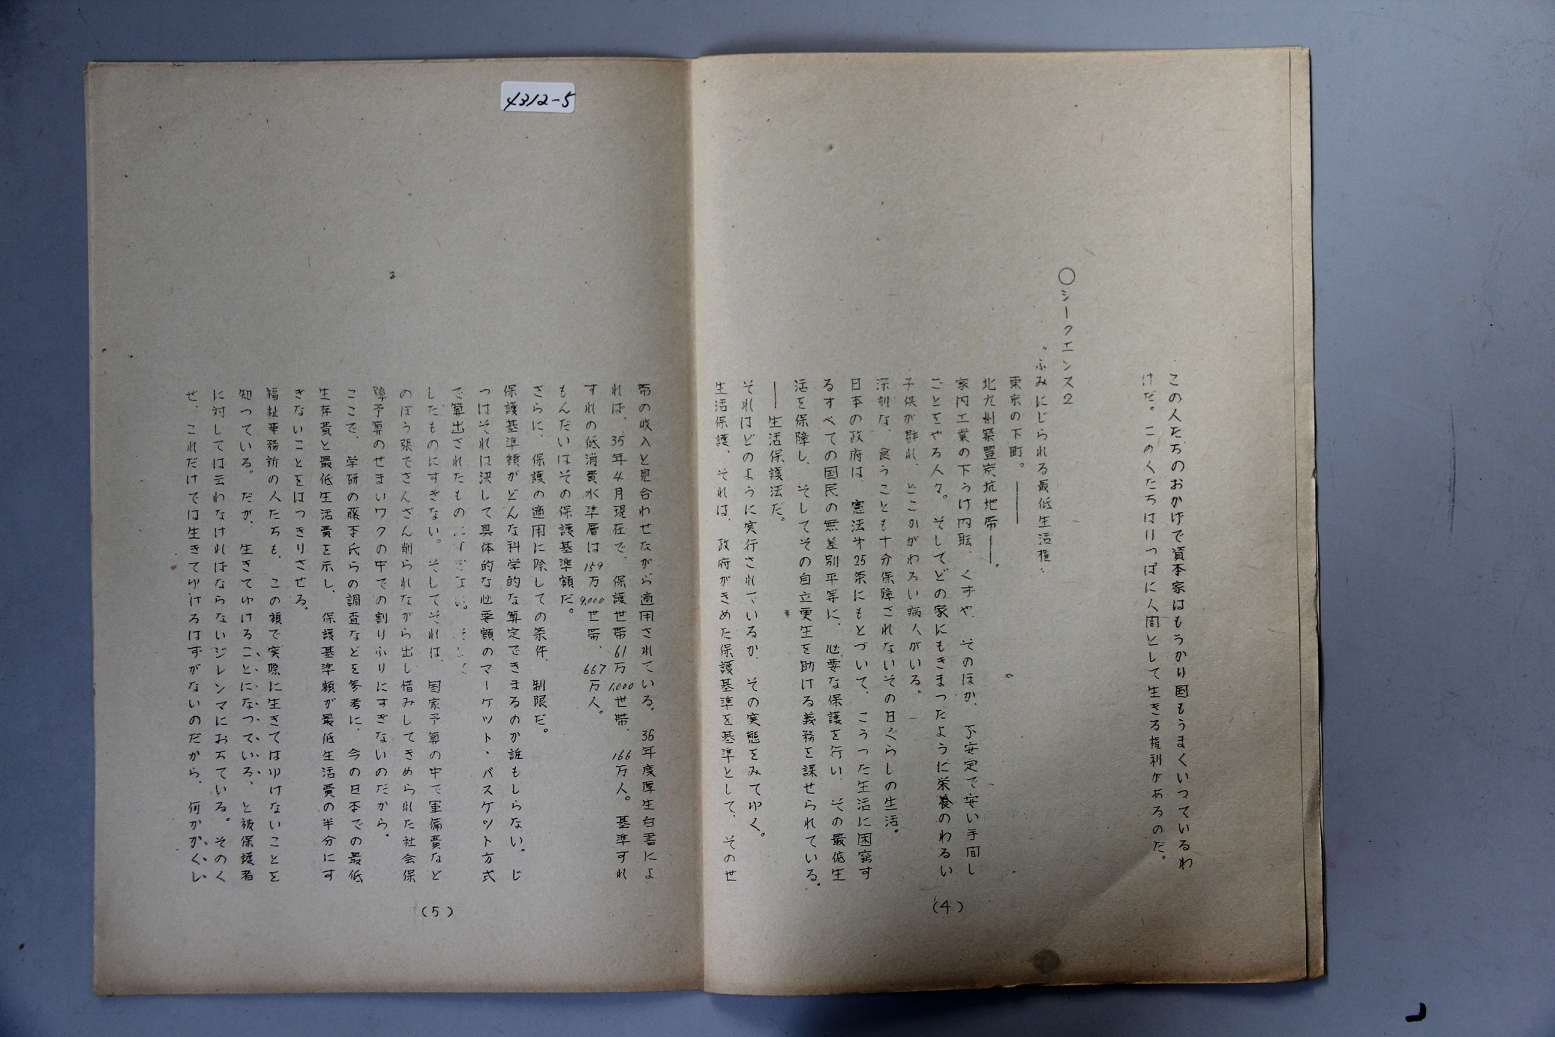 この人たちのおかげで資本家はもうかり国もうまくいつているわ
けだ。この人たちはりつぱに人間として生きる権利があるのだ。
○シークエンス2
"ふみにじられる最低生活権"
東京の下町。――
北九州築豊炭坑地帯――。
家内工業の下うけ内職、くずや、そのほか、不安定で安い手間し
ごとをやる人々。そしてどの家にもきまつたように栄養のわるい
子供が群れ、どこかがわるい病人がいる。
深刻な、食うことも十分保障されないその日ぐらしの生活。
日本の政府は、憲法才25条にもとづいて、こうつた生活に困窮す
るすべての国民の無差別平等に、必要な保護を行い、その最低生
活を保障し、そしてその自立更生を助ける義務を課せられている。
――生活保護法だ。
それはどのように実行されているか、その実態をみてゆく。
生活保護、それは、政府がきめた保護基準を基準として、その世
(4)
4312-5
帯の收入と見合わせながら適用されている。36年度厚生白書によ
れば、35年4月現在で、保護世帯61万1,000世帯、166万人。基準すれ
すれの低消費水準層は159万9,000世帯、667万人。
もんだいはその保護基準額だ。
さらに、保護の適用に際しての条件、制限だ。
保護基準額がどんな科学的な算定できまるのか誰もしらない。じ
つはそれは決して具体的な必要額のマーケット・バスケット方式
で算出されたもの
したものにすぎない。そしてそれは、国家予算の中で軍備費など
のぼう張でさんざん削られながら出し惜みしてきめられた社会保
障予算のせまいワクの中での割りふりにすぎないのだから。
ここで、学研の藤本氏らの調査などを参考に、今の日本での最低
生存費と最低生活費を示し、保護基準額が最低生活費の半分にす
ぎないことをはつきりさせる。
福祉事務所の人たちも、この額で実際に生きてはゆけないことを
知つている。だが、生きてゆけることになつている、と被保護者
に対しては云わなければならないジレンマにおちている。そのく
せ、これだけでは生きてゆけるはずがないのだから、何かかくし
(5)